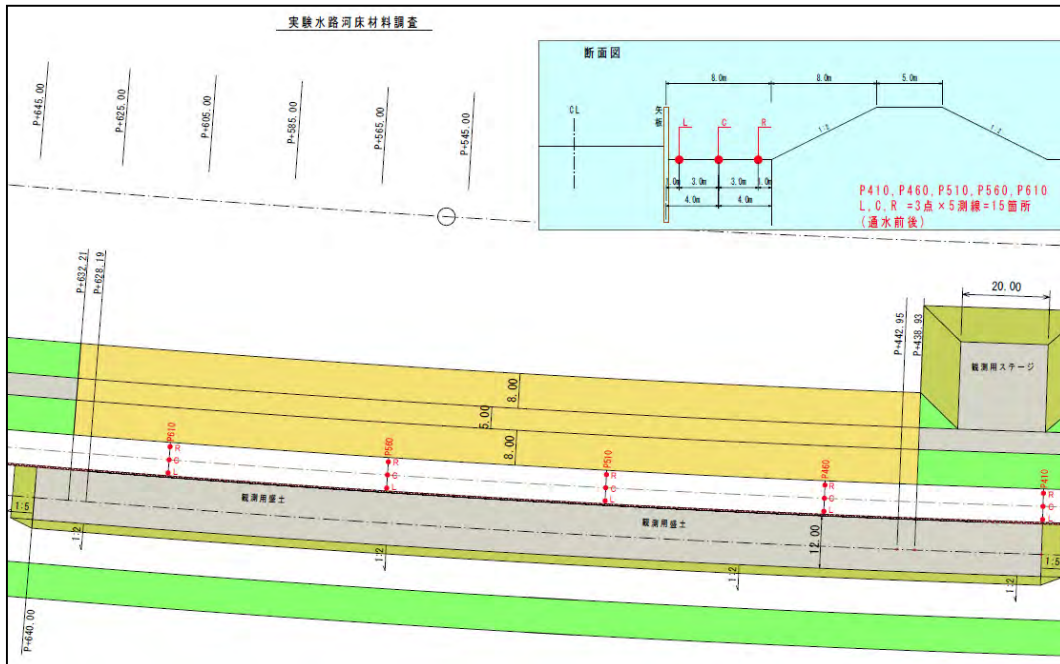 実験水路河床材料調査
P+645.00
P+625.00
P+605.00
P+585.00
P+565.00
P+545.00
断面図
8.0m
8.0m
5.0m
CL
矢板
L
C
R
1:2
1.0m
3.0m
3.0m
1.0m
4.0m
4.0m
P410, P460, P510, P560, P610
L, C, R =3点×5測線=15箇所
(通水前後)
P+632.21
P+628.19
P+442.95
P+438.93
20.00
観測用ステージ
8.00
5.00
8.00
P610
R
C
L
P560
R
C
L
P510
R
C
L
P460
R
C
L
P410
R
C
L
観測用盛土
観測用盛土
12.00
1:5
1:2
1:2
1:2
1:2
1:5
P+640.00